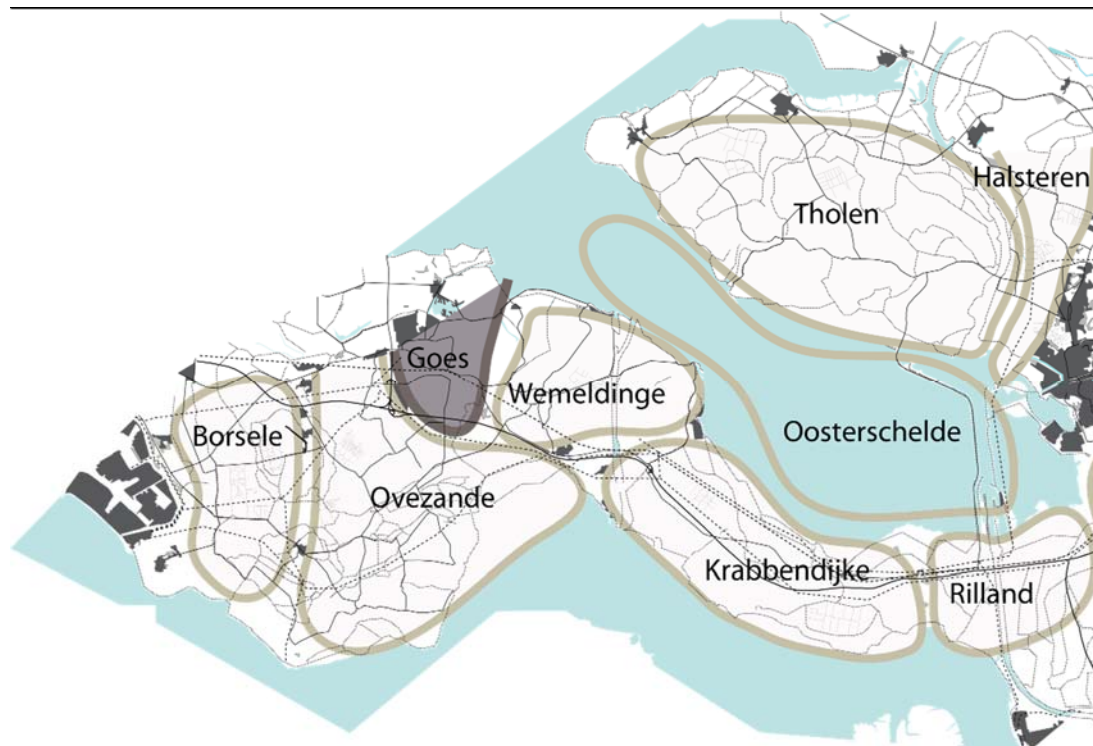 Halsteren
Tholen
Goes
Wemeldinge
Borsele
Oosterschelde
Ovezande
Krabbendijke
Rilland